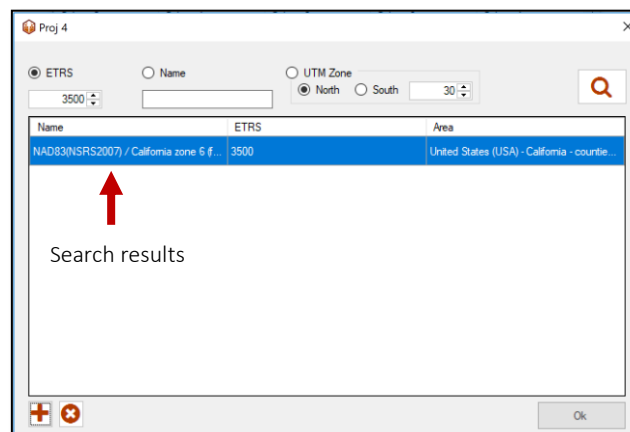 Proj 4
ETRS Name UTM Zone
North South
3500 30
Name ETRS Area
NAD83(NSRS2007) / California zone 6 (f... 3500 United States (USA) - California - countie...
Search results
Ok